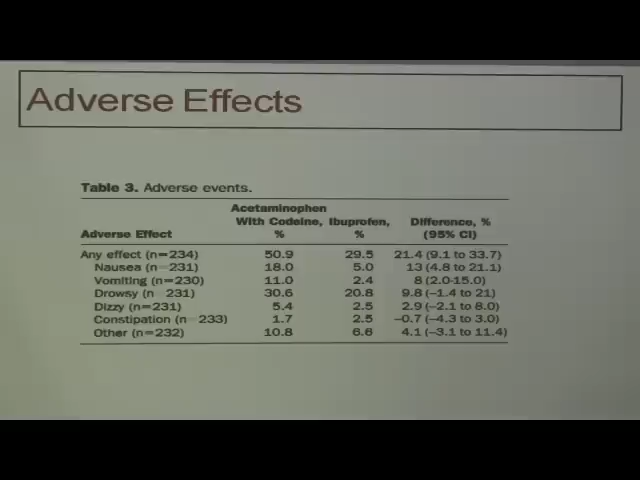 Adverse Effects
Table 3. Adverse events.
Acetaminophen
With Codeine, Ibuprofen, Difference, %
Adverse Effect % % (95% CI)
Any effect (n=234) 50.9 29.5 21.4 (9.1 to 33.7)
Nausea (n=231) 18.0 5.0 13 (4.8 to 21.1)
Vomiting (n=230) 11.0 2.4 8 (2.0-15.0)
Drowsy (n=231) 30.6 20.8 9.8 (−1.4 to 21)
Dizzy (n=231) 5.4 2.5 2.9 (−2.1 to 8.0)
Constipation (n=233) 1.7 2.5 −0.7 (−4.3 to 3.0)
Other (n=232) 10.8 6.6 4.1 (−3.1 to 11.4)